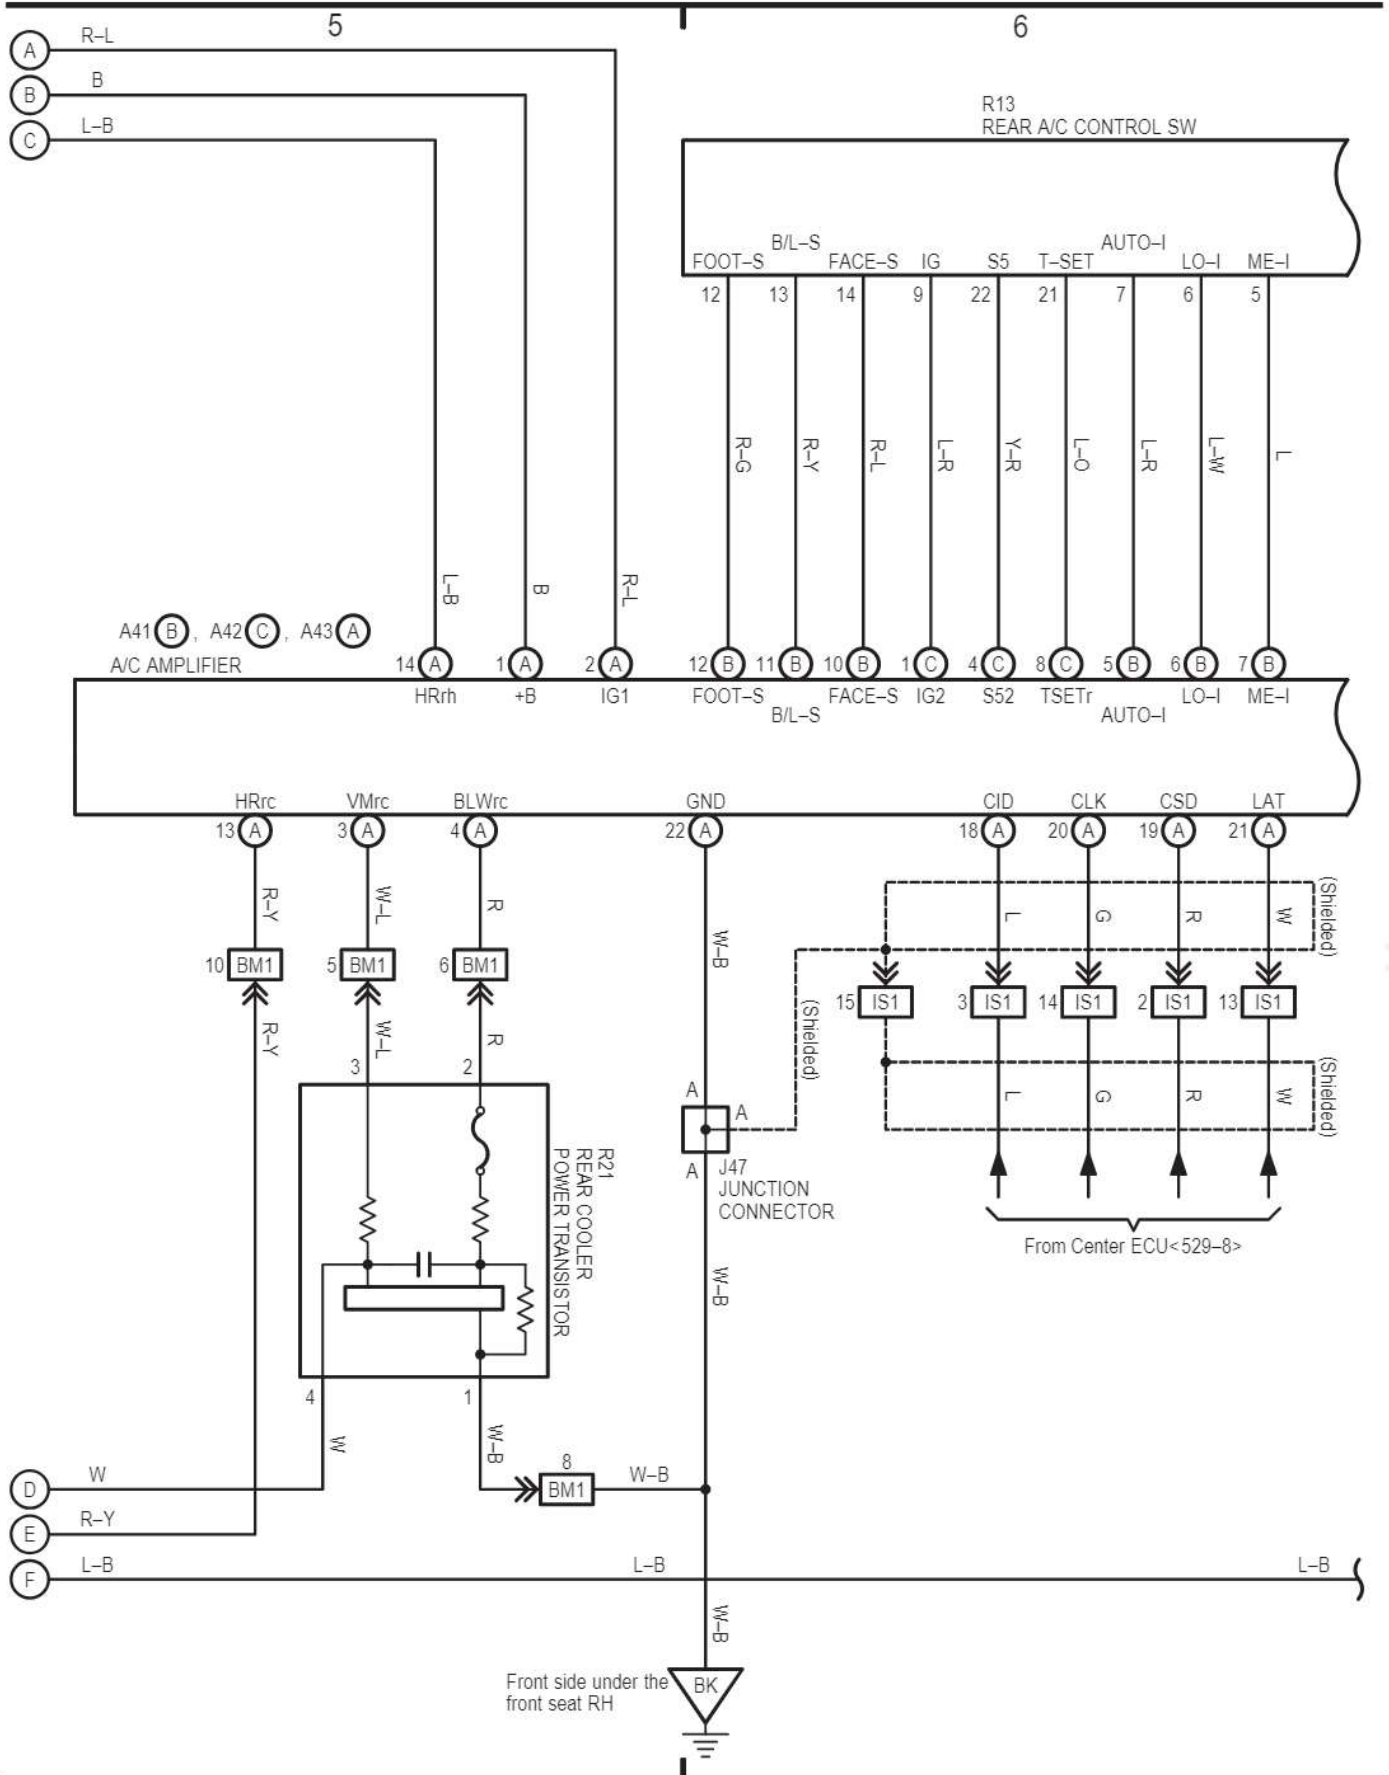 5
6
A R–L
B B
C L–B
R13
REAR A/C CONTROL SW
B/L–S AUTO–I
FOOT–S FACE–S IG S5 T–SET LO–I ME–I
12 13 14 9 22 21 7 6 5
R–G R–Y R–L L–R Y–R L–O L–R L–W L
L–B B R–L
A41 B , A42 C , A43 A
A/C AMPLIFIER
14 A 1 A 2 A 12 B 11 B 10 B 1 C 4 C 8 C 5 B 6 B 7 B
HRrh +B IG1 FOOT–S FACE–S IG2 S52 TSETr LO–I ME–I
B/L–S AUTO–I
HRrc VMrc BLWrc GND CID CLK CSD LAT
13 A 3 A 4 A 22 A 18 A 20 A 19 A 21 A
R–Y W–L R W–B L G R W (Shielded)
10 BM1 5 BM1 6 BM1
15 IS1 3 IS1 14 IS1 2 IS1 13 IS1
R–Y W–L R (Shielded)
3 2
L G R W (Shielded)
A
A
A
J47
JUNCTION
CONNECTOR
R21
REAR COOLER
POWER TRANSISTOR
From Center ECU<529–8>
W–B
4 1
W W–B
8
D W BM1 W–B
E R–Y
F L–B L–B L–B
W–B
Front side under the
front seat RH
BK